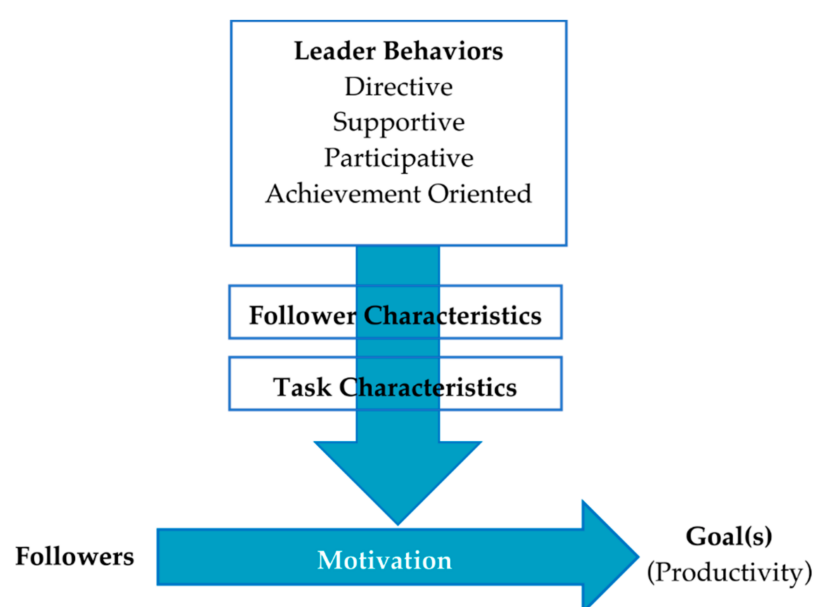 Leader Behaviors
Directive
Supportive
Participative
Achievement Oriented
Follower Characteristics
Task Characteristics
Followers
Motivation
Goal(s)
(Productivity)